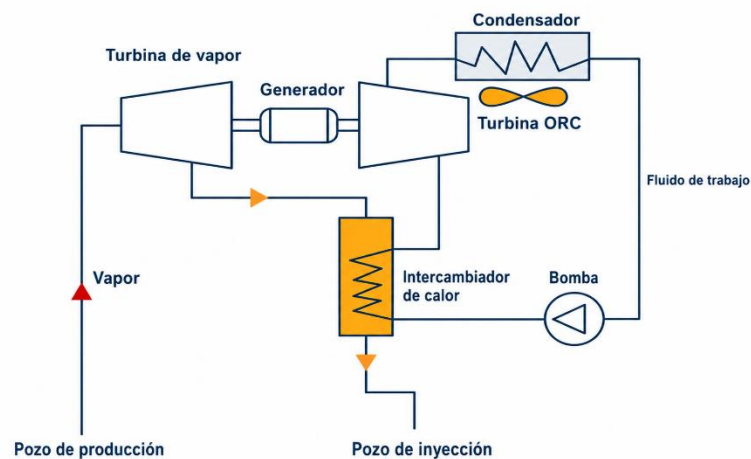 Condensador
Turbina de vapor
Generador
Turbina ORC
Fluido de trabajo
Vapor
Intercambiador
de calor
Bomba
Pozo de producción
Pozo de inyección